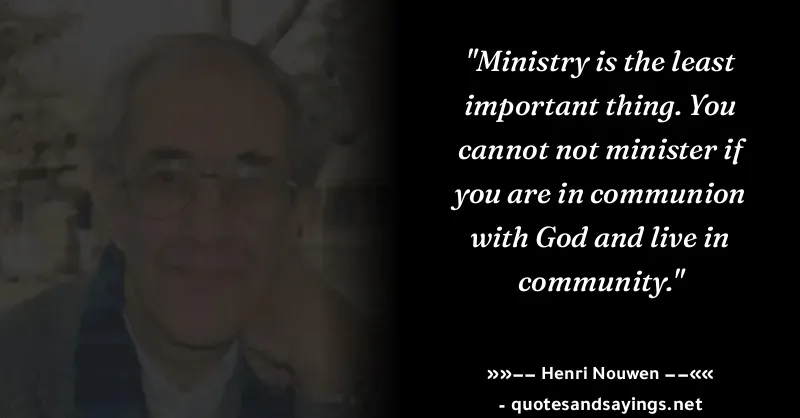 "Ministry is the least
important thing. You
cannot not minister if
you are in communion
with God and live in
community."
»»−− Henri Nouwen −−««
- quotesandsayings.net